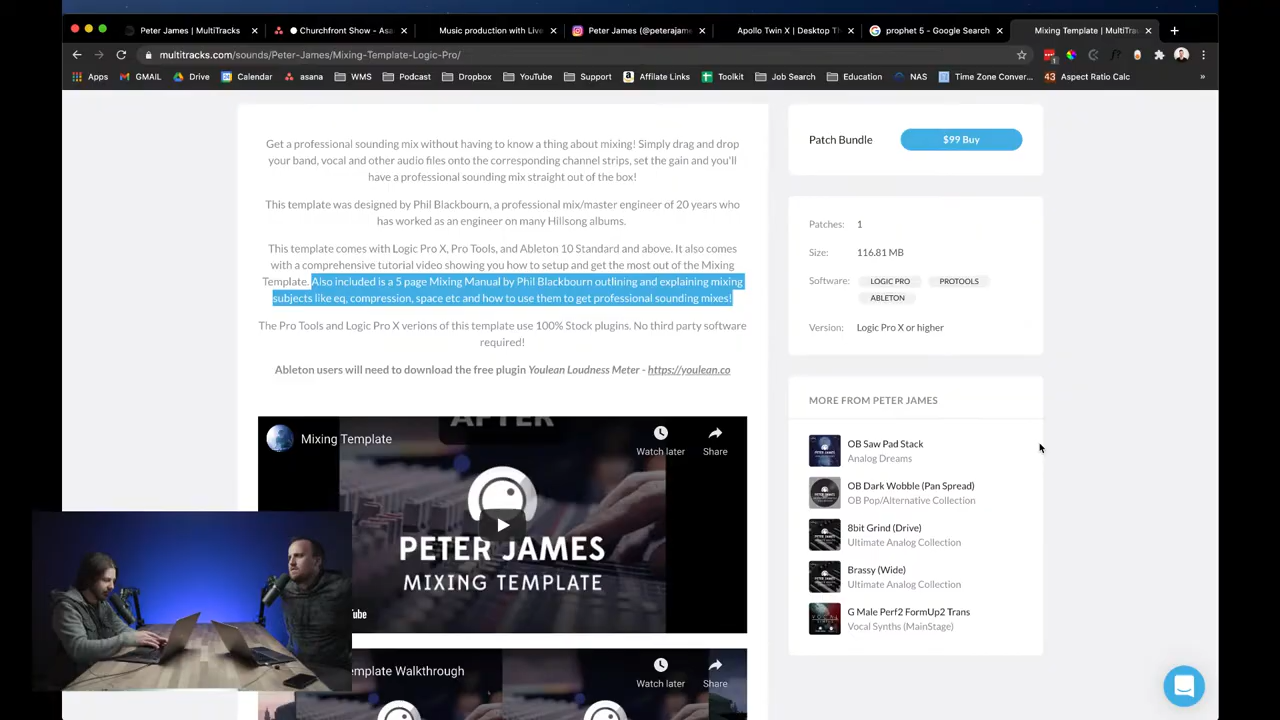 Peter James | MultiTracks
Churchfront Show - Asa
Music production with Live
Peter James (@peterajame
Apollo Twin X | Desktop Th
prophet 5 - Google Search
Mixing Template | MultiTrac
multitracks.com/sounds/Peter-James/Mixing-Template-Logic-Pro/
Apps
GMAIL
Drive
Calendar
asana
WMS
Podcast
Dropbox
YouTube
Support
Affiliate Links
Toolkit
Job Search
Education
NAS
Time Zone Conver...
43 Aspect Ratio Calc
»
Get a professional sounding mix without having to know a thing about mixing! Simply drag and drop
your band, vocal and other audio files onto the corresponding channel strips, set the gain and you'll
have a professional sounding mix straight out of the box!
This template was designed by Phil Blackbourn, a professional mix/master engineer of 20 years who
has worked as an engineer on many Hillsong albums.
This template comes with Logic Pro X, Pro Tools, and Ableton 10 Standard and above. It also comes
with a comprehensive tutorial video showing you how to setup and get the most out of the Mixing
Template. Also included is a 5 page Mixing Manual by Phil Blackbourn outlining and explaining mixing
subjects like eq, compression, space etc and how to use them to get professional sounding mixes!
The Pro Tools and Logic Pro X verions of this template use 100% Stock plugins. No third party software
required!
Ableton users will need to download the free plugin Youlean Loudness Meter - https://youlean.co
AFTER
Mixing Template
Watch later
Share
PETER JAMES
MIXING TEMPLATE
ube
emplate Walkthrough
Watch later
Share
Patch Bundle
$99 Buy
Patches: 1
Size: 116.81 MB
Software: LOGIC PRO PROTOOLS
ABLETON
Version: Logic Pro X or higher
MORE FROM PETER JAMES
OB Saw Pad Stack
Analog Dreams
OB Dark Wobble (Pan Spread)
OB Pop/Alternative Collection
8bit Grind (Drive)
Ultimate Analog Collection
Brassy (Wide)
Ultimate Analog Collection
G Male Perf2 FormUp2 Trans
Vocal Synths (MainStage)